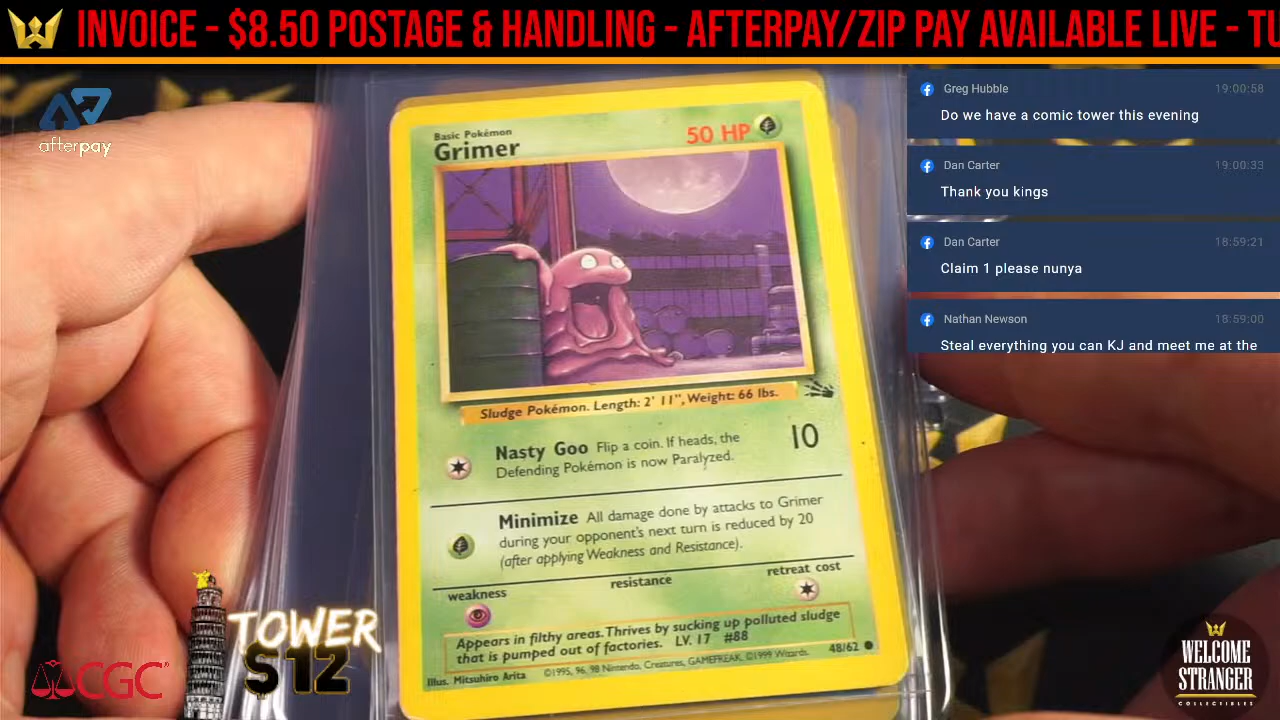 INVOICE - $8.50 POSTAGE & HANDLING - AFTERPAY/ZIP PAY AVAILABLE LIVE - TU
afterpay
Greg Hubble 19:00:58
Do we have a comic tower this evening
Dan Carter 19:00:33
Thank you kings
Dan Carter 18:59:21
Claim 1 please nunya
Nathan Newson 18:59:00
Steal everything you can KJ and meet me at the
Basic Pokémon
Grimer
50 HP
Sludge Pokémon. Length: 2' 11", Weight: 66 lbs.
Nasty Goo Flip a coin. If heads, the
Defending Pokémon is now Paralyzed.
10
Minimize All damage done by attacks to Grimer
during your opponent's next turn is reduced by 20
(after applying Weakness and Resistance).
weakness resistance retreat cost
Appears in filthy areas. Thrives by sucking up polluted sludge
that is pumped out of factories. LV. 17 #88
Illus. Mitsuhiro Arita ©1995, 96, 98 Nintendo, Creatures, GAMEFREAK. ©1999 Wizards. 48/62
CGC®
TOWER
$12
WELCOME
STRANGER
COLLECTIBLES